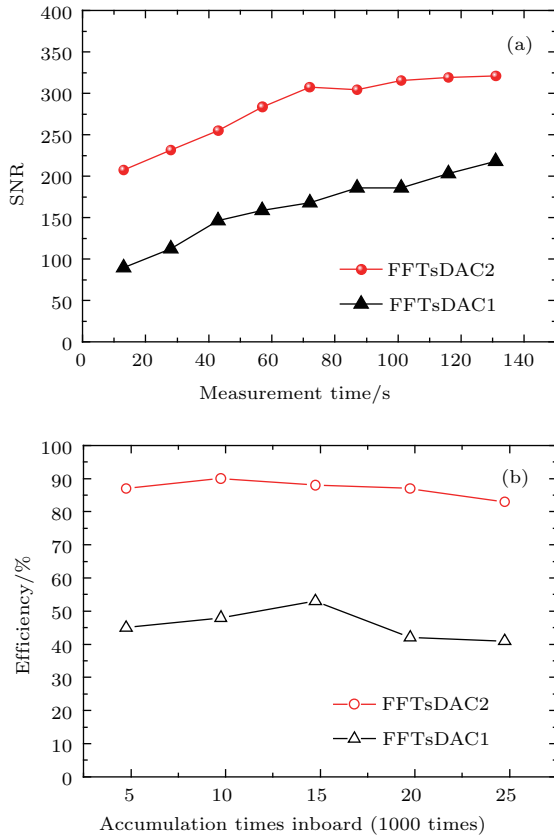 400
350
300
250
200
150
100
50
0
SNR
(a)
FFTsDAC2
FFTsDAC1
0 20 40 60 80 100 120 140
Measurement time/s
100
90
80
70
60
50
40
30
20
10
0
Efficiency/%
(b)
FFTsDAC2
FFTsDAC1
5 10 15 20 25
Accumulation times inboard (1000 times)